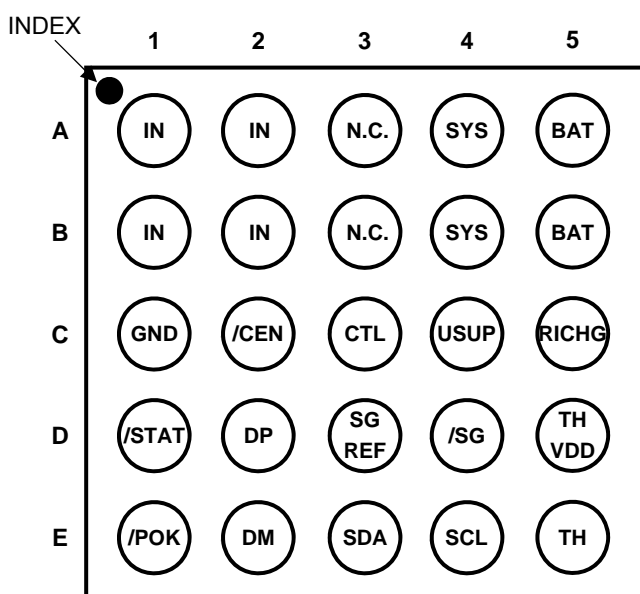 INDEX
1 2 3 4 5
A IN IN N.C. SYS BAT
B IN IN N.C. SYS BAT
C GND /CEN CTL USUP RICHG
D /STAT DP SG REF /SG TH VDD
E /POK DM SDA SCL TH